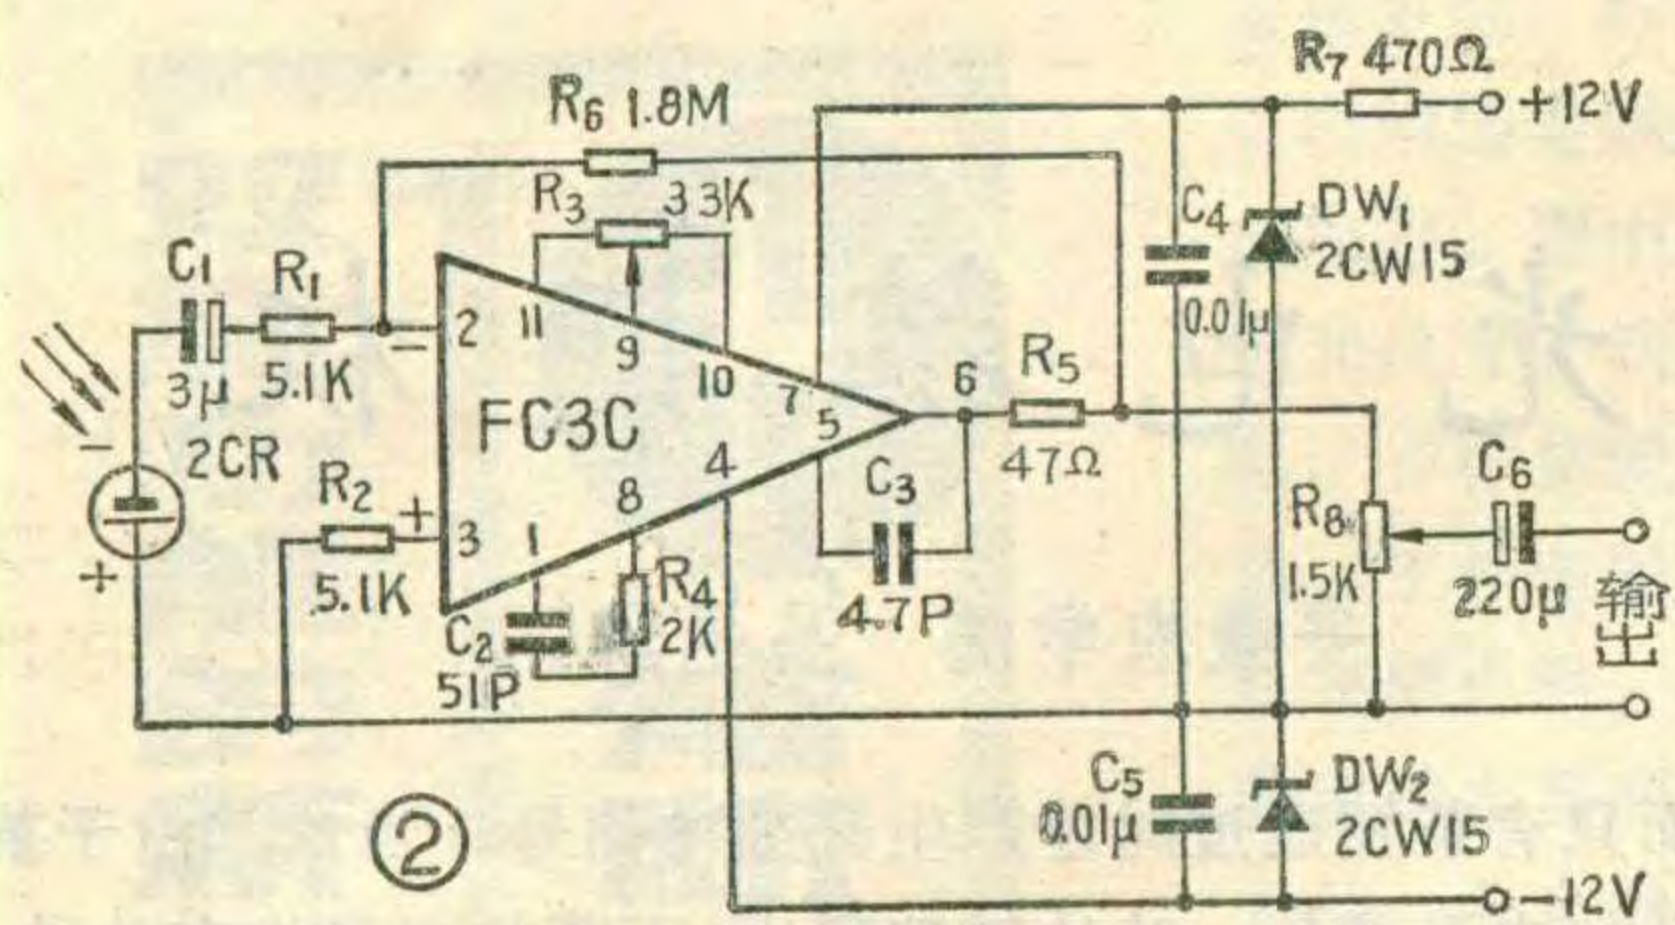 R7 470Ω
+12V
R6 1.8M
R3 33K
C1
R1
3μ
5.1K
2CR
−
+
R2
5.1K
−
+
2
3
11
9
10
7
5
4
8
1
6
FC3C
C2
51P
R4
2K
C3
4.7P
R5
47Ω
C4
0.01μ
DW1
2CW15
R8
1.5K
C6
220μ
输出
C5
0.01μ
DW2
2CW15
−12V
②